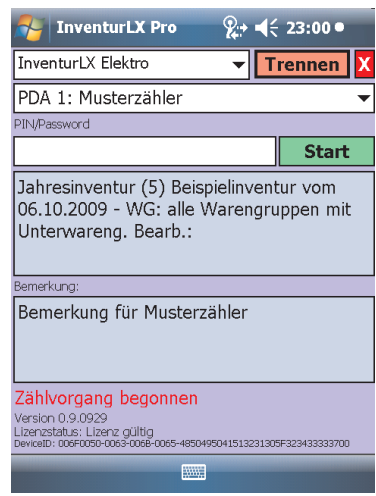 InventurLX Pro 23:00
InventurLX Elektro Trennen X
PDA 1: Musterzähler
PIN/Password
Start
Jahresinventur (5) Beispielinventur vom
06.10.2009 - WG: alle Warengruppen mit
Unterwareng. Bearb.:
Bemerkung:
Bemerkung für Musterzähler
Zählvorgang begonnen
Version 0.9.0929
Lizenzstatus: Lizenz gültig
DeviceID: 006F0050-0063-006B-0065-4850495041513231305F323433333700